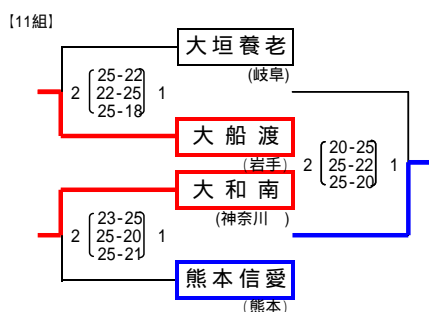 【11組】
大垣養老
(岐阜)
2 25-22 1
22-25
25-18
大船渡
(岩手)
2 20-25 1
25-22
25-20
大和南
(神奈川 )
2 23-25 1
25-20
25-21
熊本信愛
(熊本)